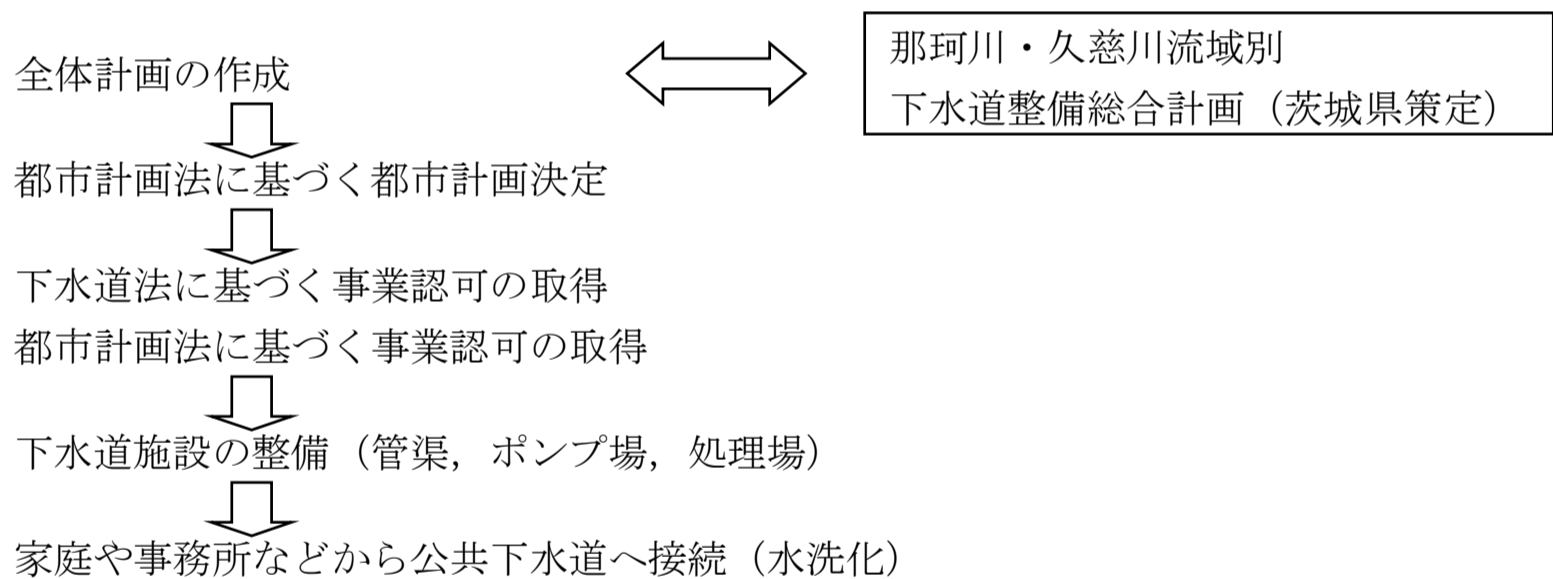 全体計画の作成
那珂川・久慈川流域別
下水道整備総合計画（茨城県策定）
都市計画法に基づく都市計画決定
下水道法に基づく事業認可の取得
都市計画法に基づく事業認可の取得
下水道施設の整備（管渠，ポンプ場，処理場）
家庭や事務所などから公共下水道へ接続（水洗化）